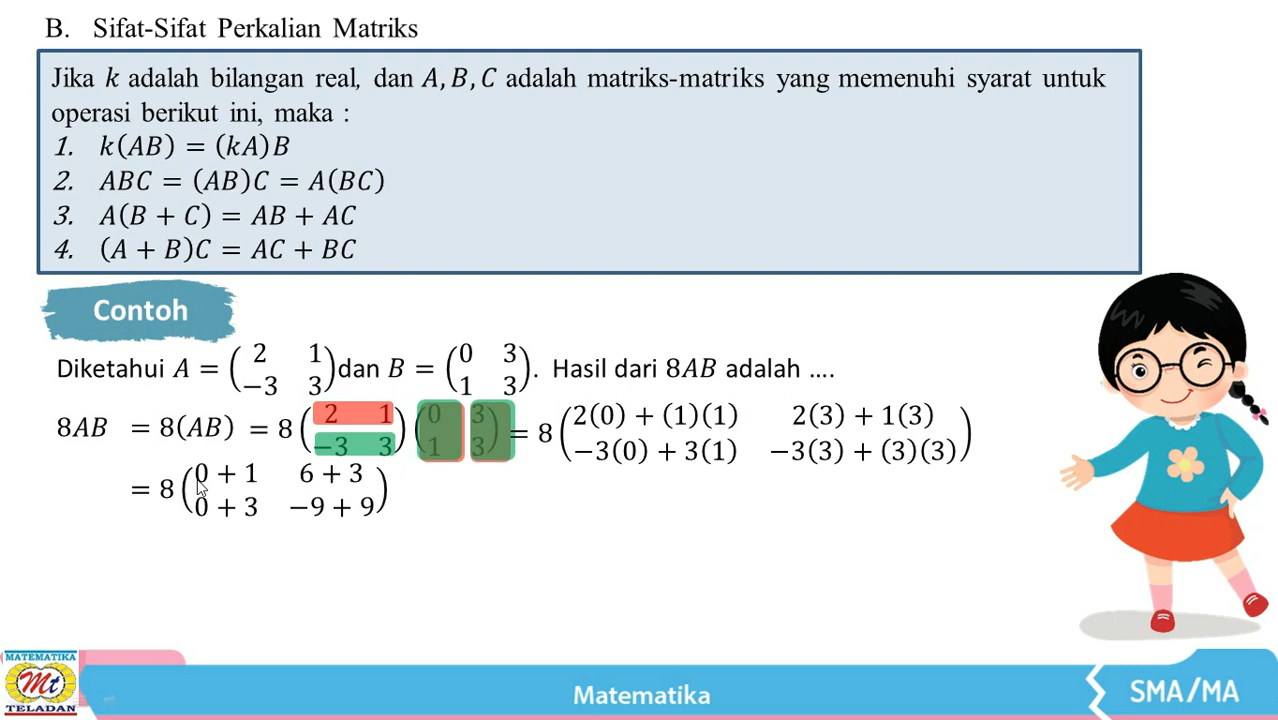 B. Sifat-Sifat Perkalian Matriks
Jika k adalah bilangan real, dan A, B, C adalah matriks-matriks yang memenuhi syarat untuk
operasi berikut ini, maka :
1. k(AB) = (kA)B
2. ABC = (AB)C = A(BC)
3. A(B + C) = AB + AC
4. (A + B)C = AC + BC
Contoh
Diketahui A = (2 1 −3 3) dan B = (0 3 1 3). Hasil dari 8AB adalah ....
8AB = 8(AB) = 8 (2 1 −3 3) (0 3 1 3) = 8 (2(0) + (1)(1) 2(3) + 1(3) −3(0) + 3(1) −3(3) + (3)(3))
= 8 (0 + 1 6 + 3 0 + 3 −9 + 9)
MATEMATIKA
Mt
TELADAN
Matematika
SMA/MA